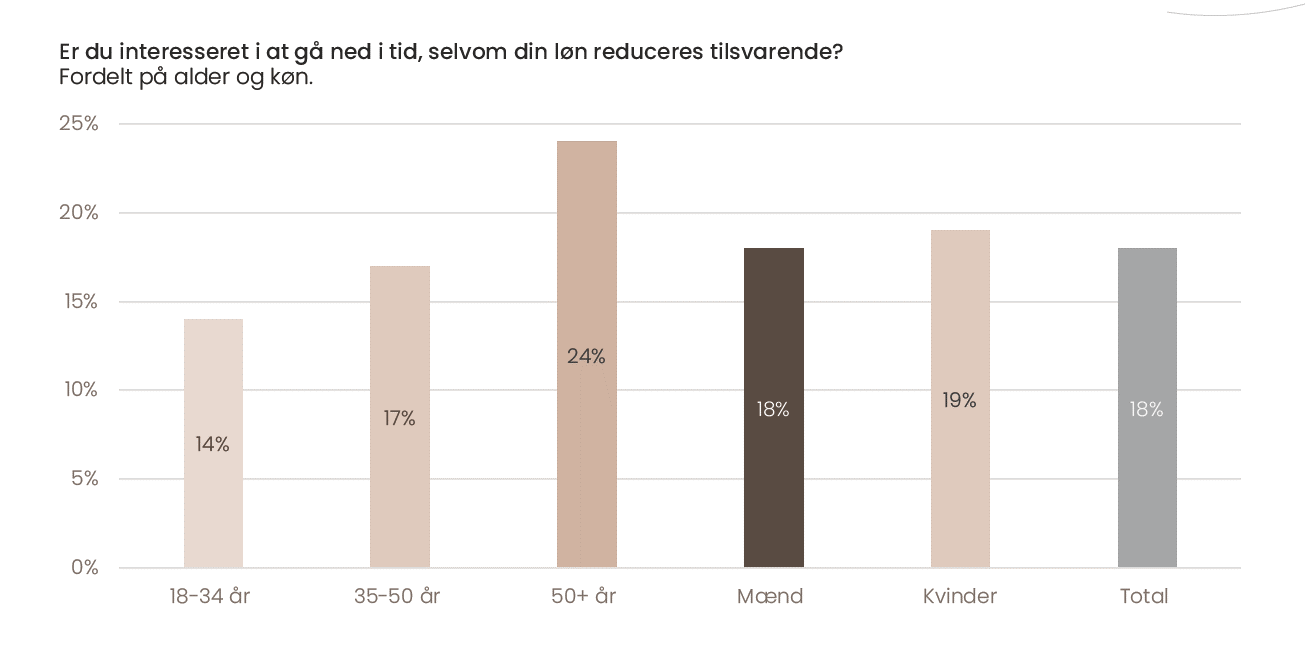 Er du interesseret i at gå ned i tid, selvom din løn reduceres tilsvarende?
Fordelt på alder og køn.
25%
20%
15%
10%
5%
0%
14%
17%
24%
18%
19%
18%
18-34 år
35-50 år
50+ år
Mænd
Kvinder
Total